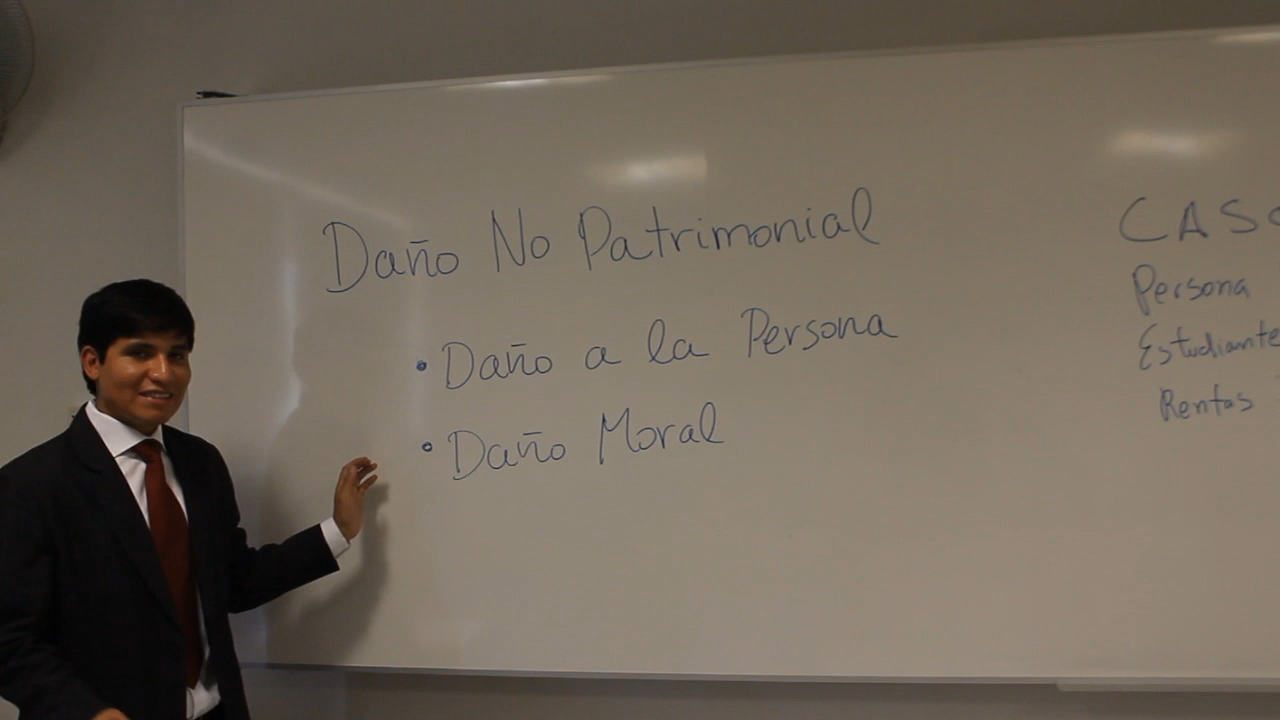 Daño No Patrimonial
• Daño a la Persona
• Daño Moral
CASO
Persona
Estudiante
Rentas